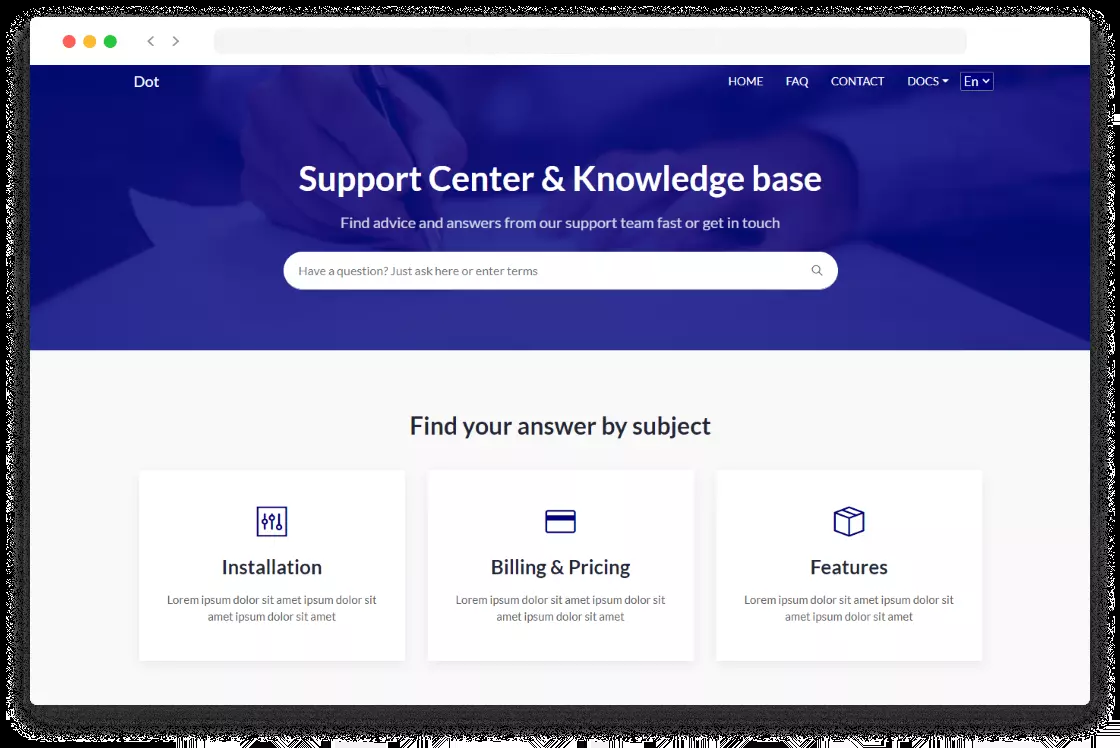 Dot
HOME FAQ CONTACT DOCS En
Support Center & Knowledge base
Find advice and answers from our support team fast or get in touch
Have a question? Just ask here or enter terms
Find your answer by subject
Installation
Lorem ipsum dolor sit amet ipsum dolor sit
amet ipsum dolor sit amet
Billing & Pricing
Lorem ipsum dolor sit amet ipsum dolor sit
amet ipsum dolor sit amet
Features
Lorem ipsum dolor sit amet ipsum dolor sit
amet ipsum dolor sit amet